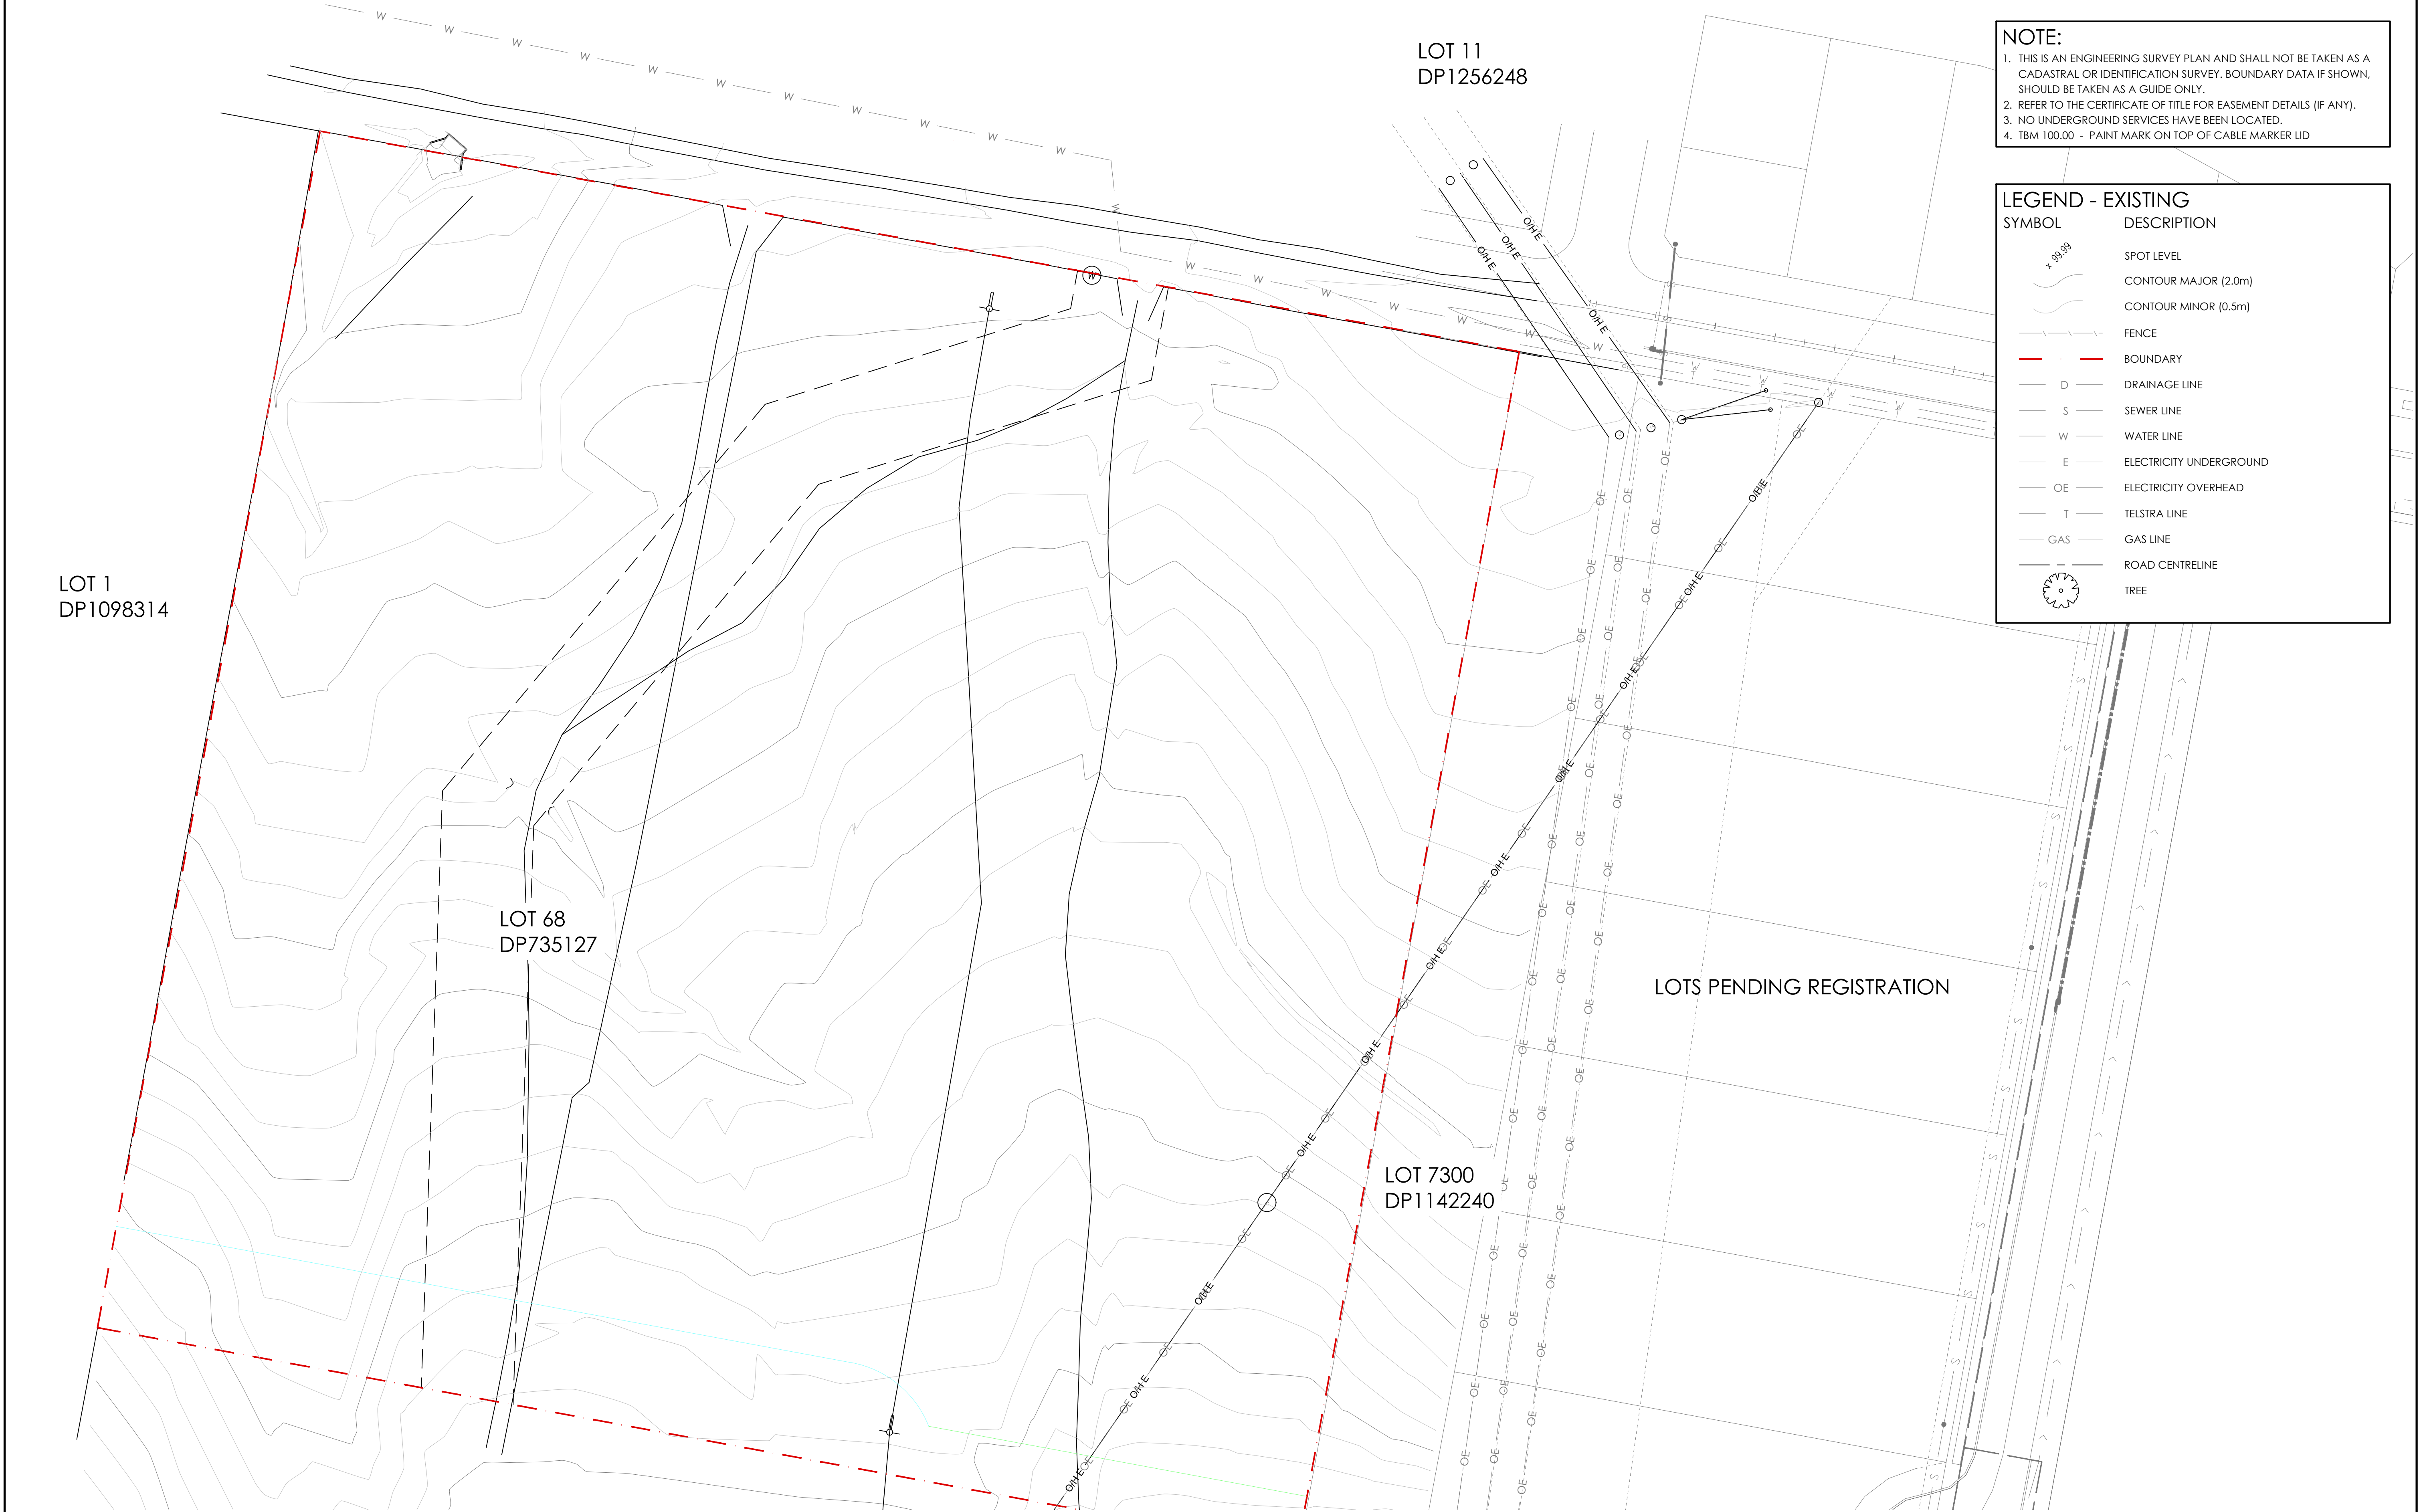 LOT 11
DP1256248
NOTE:
1. THIS IS AN ENGINEERING SURVEY PLAN AND SHALL NOT BE TAKEN AS A
CADASTRAL OR IDENTIFICATION SURVEY. BOUNDARY DATA IF SHOWN,
SHOULD BE TAKEN AS A GUIDE ONLY.
2. REFER TO THE CERTIFICATE OF TITLE FOR EASEMENT DETAILS (IF ANY).
3. NO UNDERGROUND SERVICES HAVE BEEN LOCATED.
4. TBM 100.00 - PAINT MARK ON TOP OF CABLE MARKER LID
LEGEND - EXISTING
SYMBOL DESCRIPTION
x 99.99 SPOT LEVEL
CONTOUR MAJOR (2.0m)
CONTOUR MINOR (0.5m)
FENCE
BOUNDARY
D DRAINAGE LINE
S SEWER LINE
W WATER LINE
E ELECTRICITY UNDERGROUND
OE ELECTRICITY OVERHEAD
T TELSTRA LINE
GAS GAS LINE
ROAD CENTRELINE
TREE
W W W W W W W W W W W W
W W W W W W W
W
O/H E
O/H E
O/H E
O/H E
LOT 1
DP1098314
LOT 68
DP735127
LOTS PENDING REGISTRATION
LOT 7300
DP1142240
O/H E
O/H E
O/H E
O/H E
O/H E
O/H E
O/H E
O/H E
O/H E
O/H E